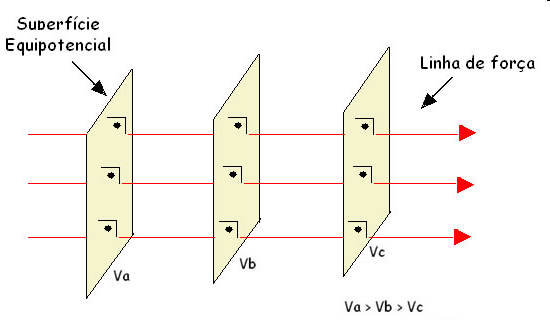 Superfície
Equipotencial
Linha de força
Va
Vb
Vc
Va > Vb > Vc